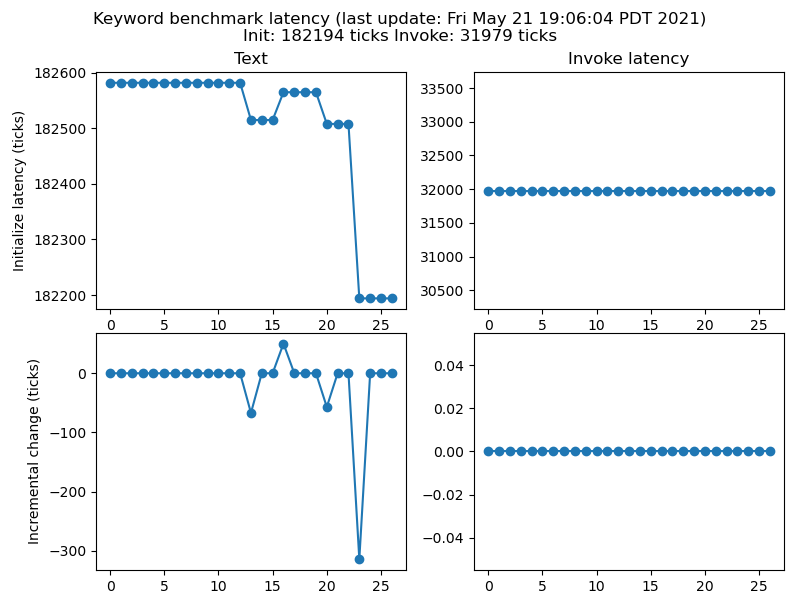 Keyword benchmark latency (last update: Fri May 21 19:06:04 PDT 2021)
Init: 182194 ticks Invoke: 31979 ticks
Text
Initialize latency (ticks)
182600
182500
182400
182300
182200
0 5 10 15 20 25
Invoke latency
33500
33000
32500
32000
31500
31000
30500
0 5 10 15 20 25
Incremental change (ticks)
0
−100
−200
−300
0 5 10 15 20 25
0.04
0.02
0.00
−0.02
−0.04
0 5 10 15 20 25